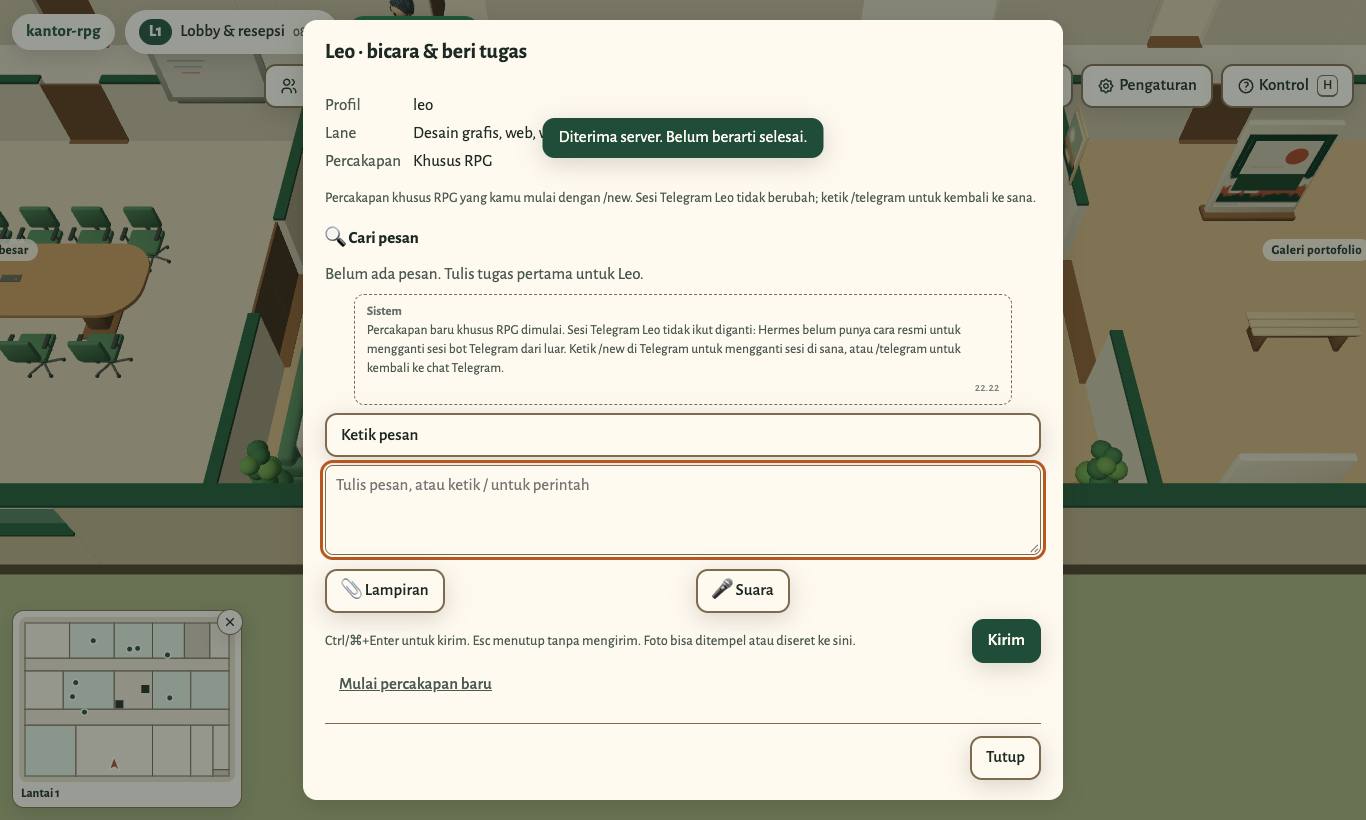 kantor-rpg
L1 Lobby & resepsi
Pengaturan
Kontrol H
besar
Galeri portofolio
Leo · bicara & beri tugas
Profil leo
Lane Desain grafis, web,
Diterima server. Belum berarti selesai.
Percakapan Khusus RPG
Percakapan khusus RPG yang kamu mulai dengan /new. Sesi Telegram Leo tidak berubah; ketik /telegram untuk kembali ke sana.
🔍 Cari pesan
Belum ada pesan. Tulis tugas pertama untuk Leo.
Sistem
Percakapan baru khusus RPG dimulai. Sesi Telegram Leo tidak ikut diganti: Hermes belum punya cara resmi untuk
mengganti sesi bot Telegram dari luar. Ketik /new di Telegram untuk mengganti sesi di sana, atau /telegram untuk
kembali ke chat Telegram.
22.22
Ketik pesan
Tulis pesan, atau ketik / untuk perintah
📎 Lampiran
🎤 Suara
Ctrl/⌘+Enter untuk kirim. Esc menutup tanpa mengirim. Foto bisa ditempel atau diseret ke sini.
Kirim
Mulai percakapan baru
Tutup
Lantai 1